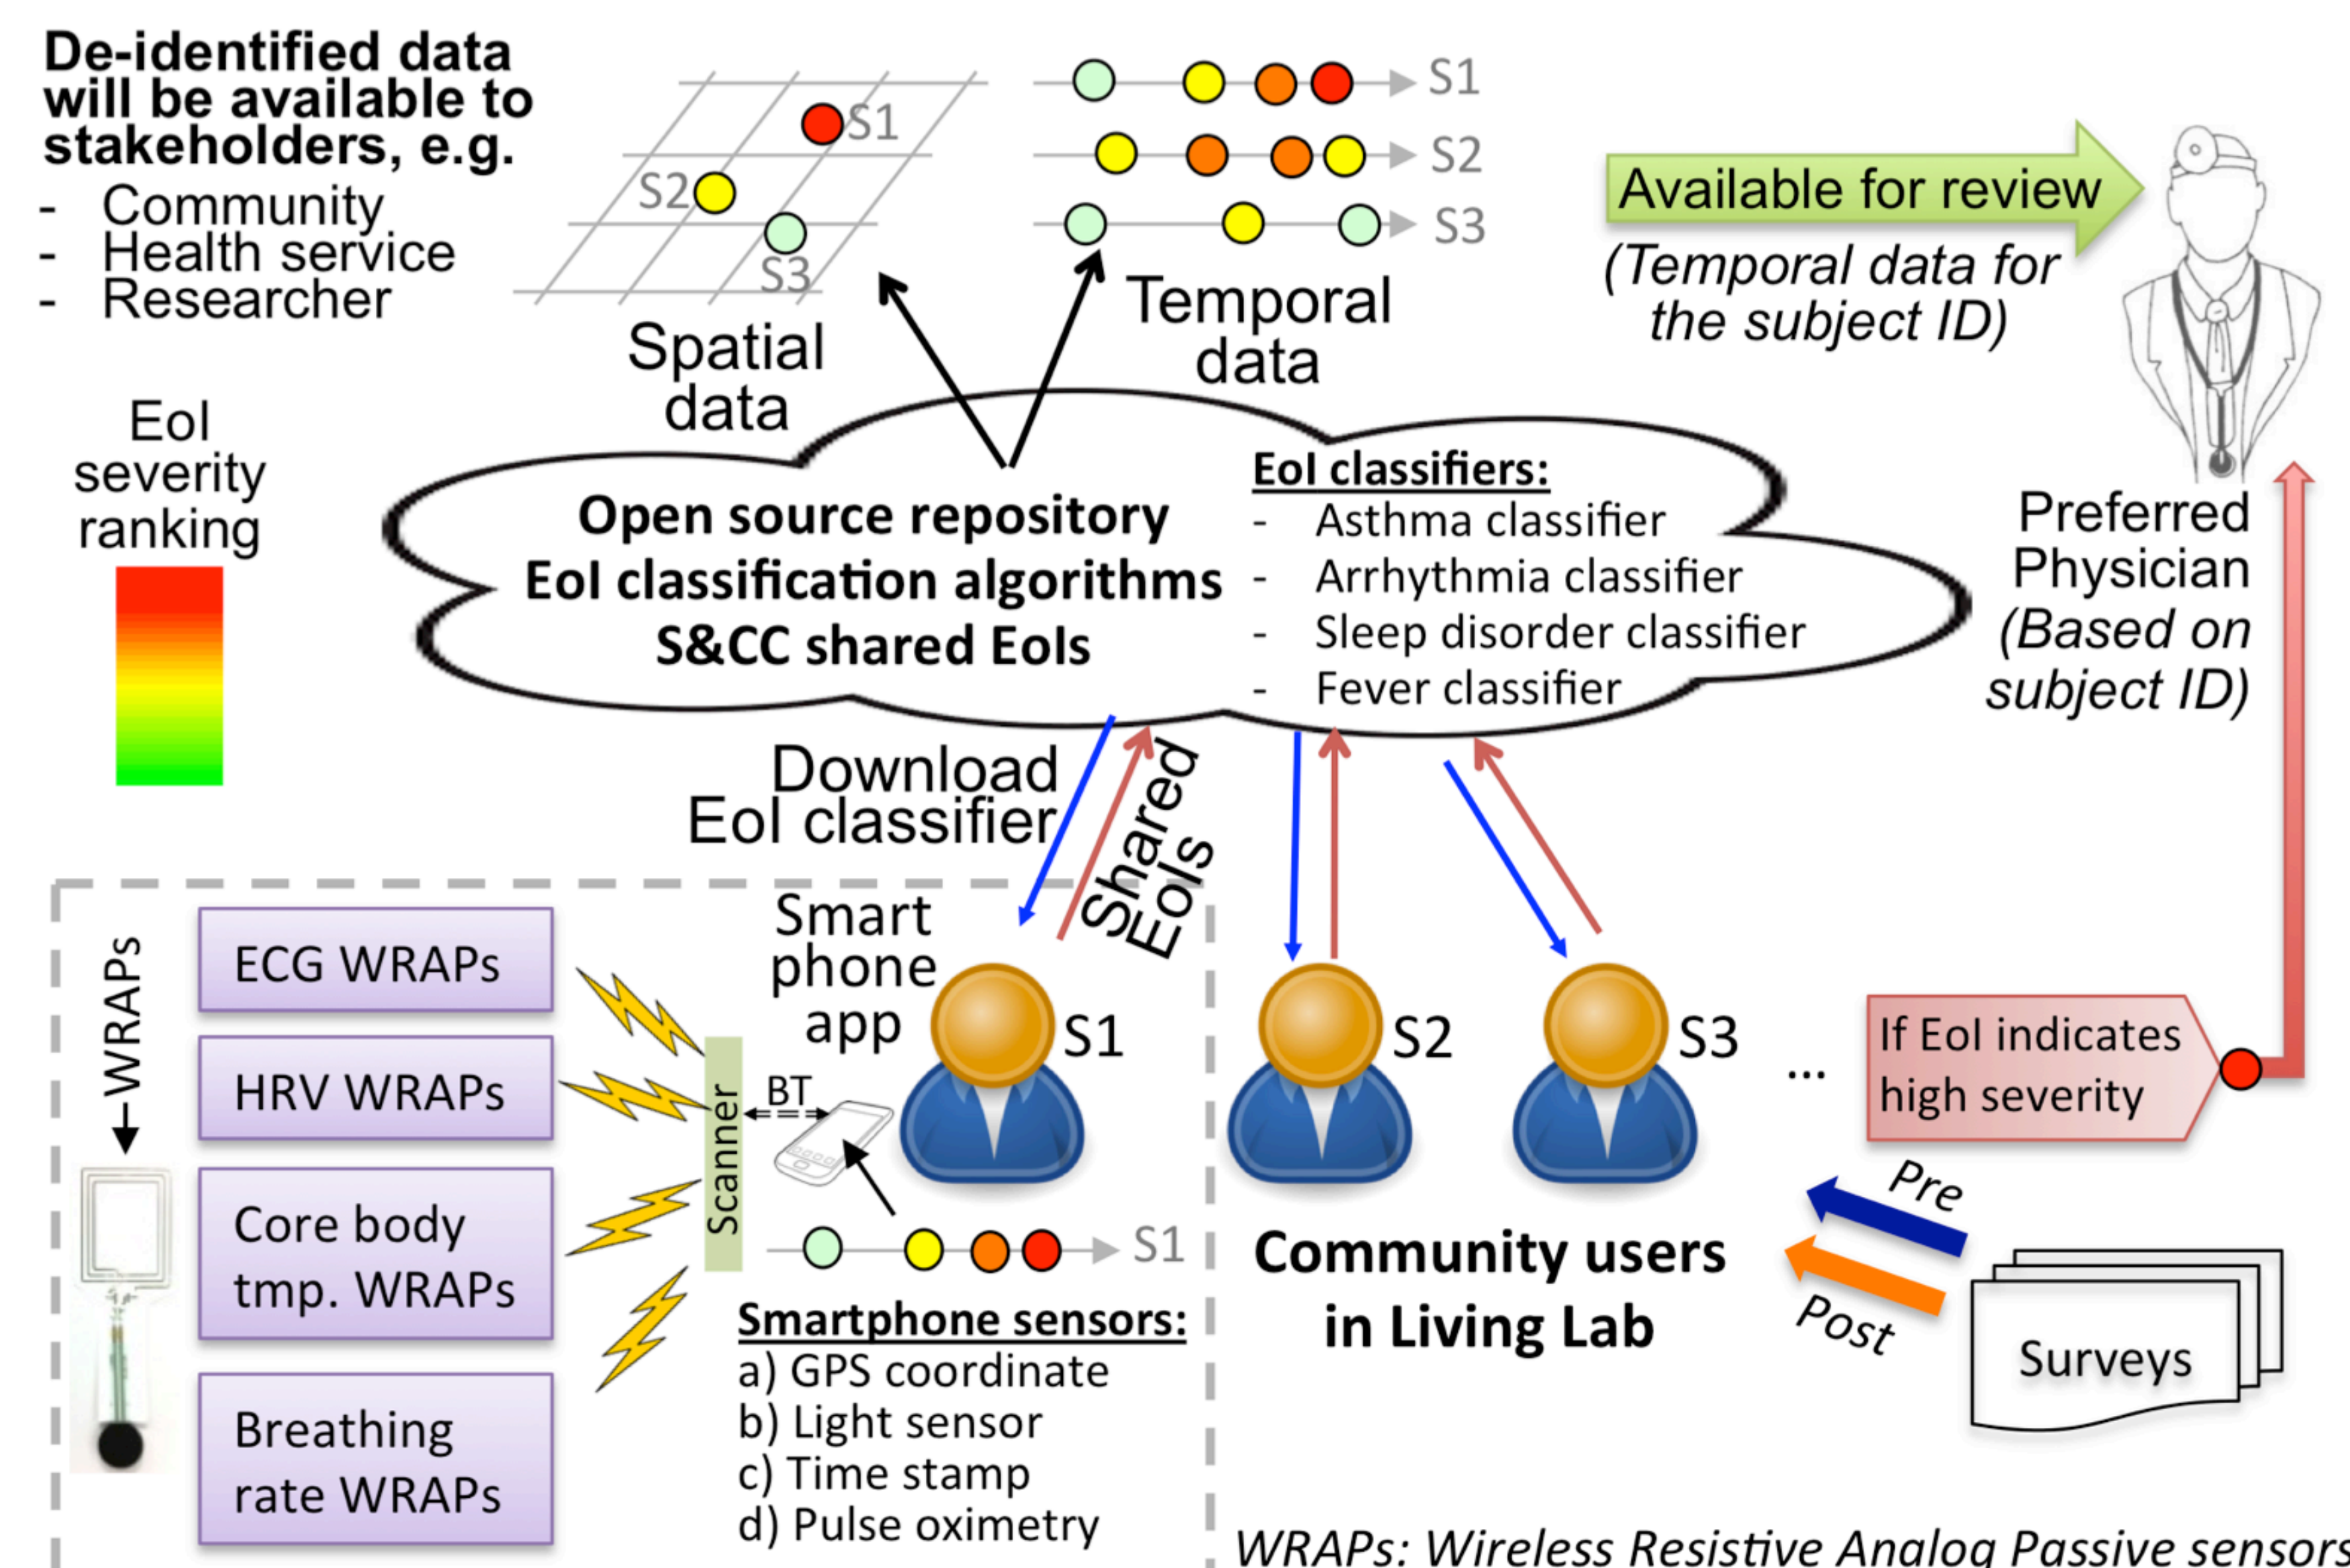 De-identified data
will be available to
stakeholders, e.g.
- Community
- Health service
- Researcher
S1
S2
S3
Spatial
data
S1
S2
S3
Temporal
data
Available for review
(Temporal data for
the subject ID)
EoI
severity
ranking
Open source repository
EoI classification algorithms
S&CC shared EoIs
EoI classifiers:
- Asthma classifier
- Arrhythmia classifier
- Sleep disorder classifier
- Fever classifier
Preferred
Physician
(Based on
subject ID)
Download
EoI classifier
Shared
EoIs
WRAPs
ECG WRAPs
HRV WRAPs
Core body
tmp. WRAPs
Breathing
rate WRAPs
Scanner
BT
Smart
phone
app
S1
S1
Smartphone sensors:
a) GPS coordinate
b) Light sensor
c) Time stamp
d) Pulse oximetry
S2
S3
...
Community users
in Living Lab
If EoI indicates
high severity
Pre
Post
Surveys
WRAPs: Wireless Resistive Analog Passive sensors